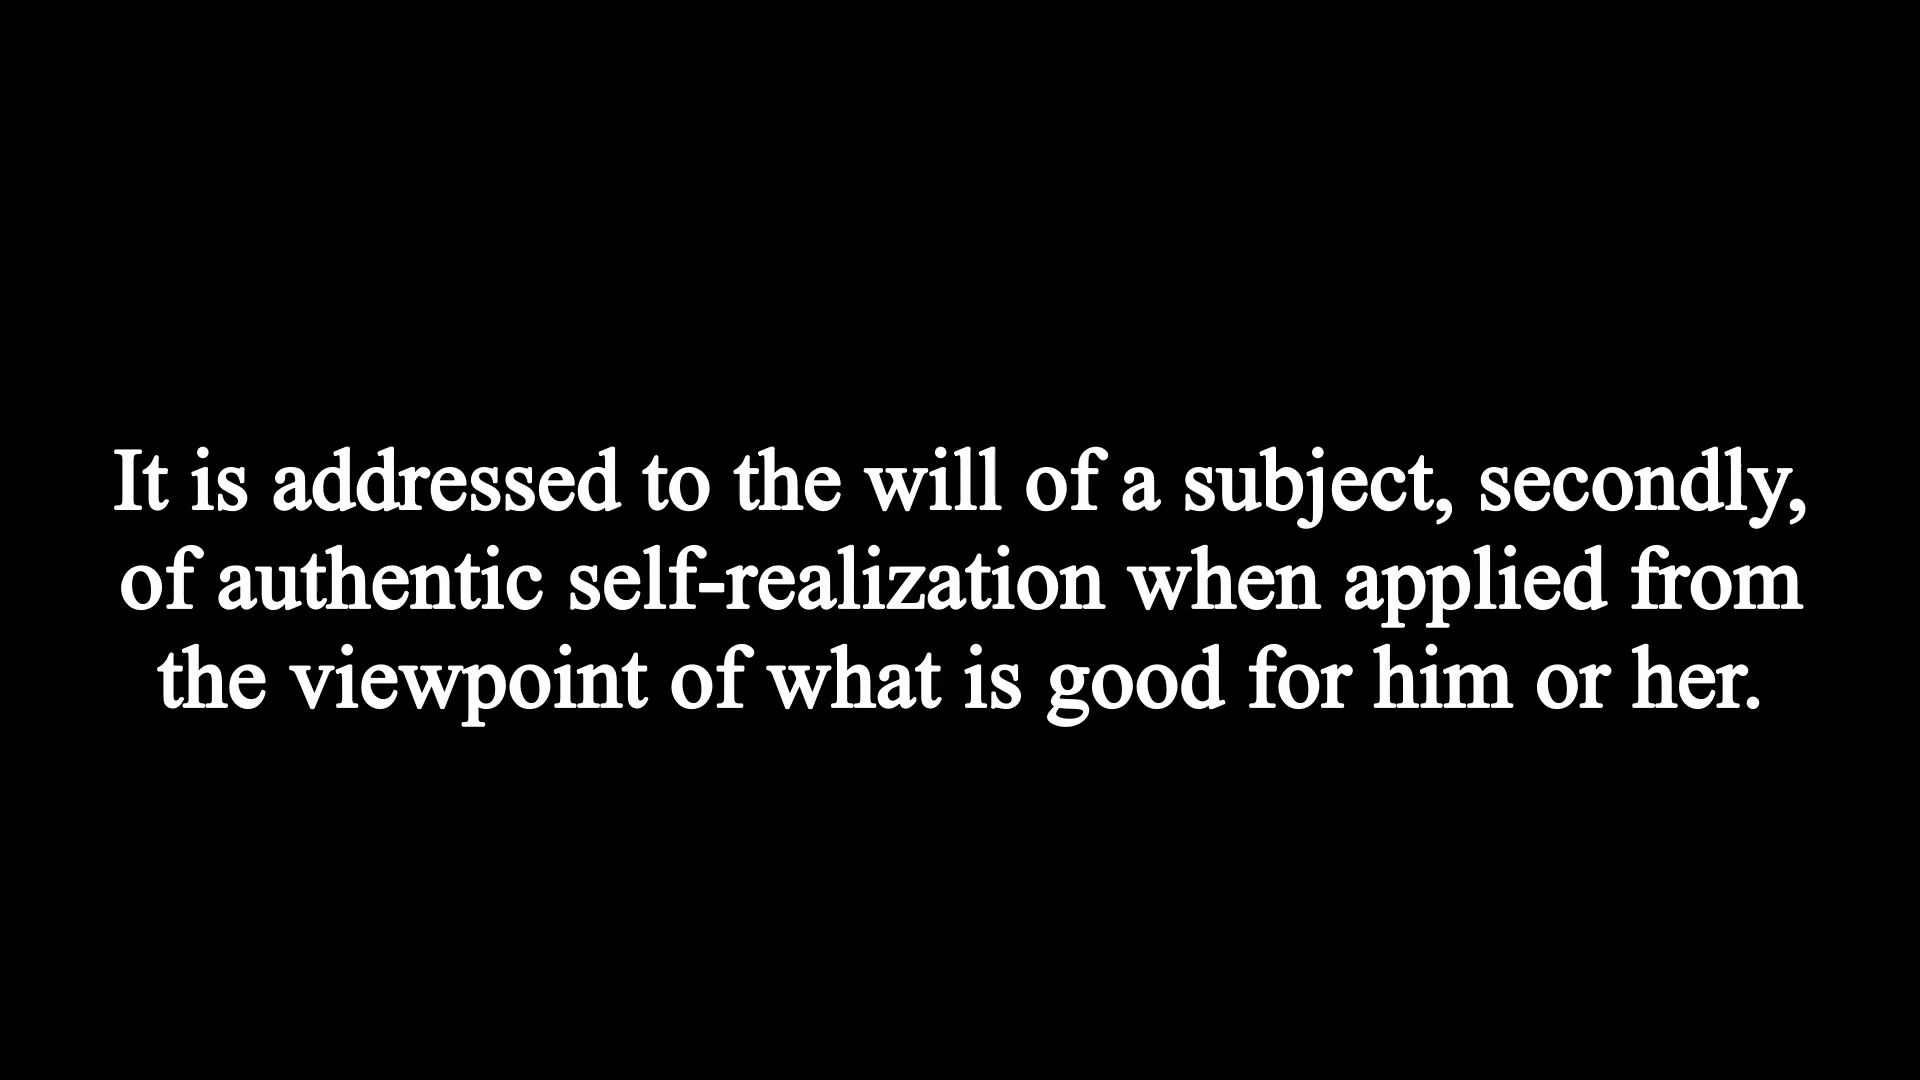 It is addressed to the will of a subject, secondly,
of authentic self-realization when applied from
the viewpoint of what is good for him or her.